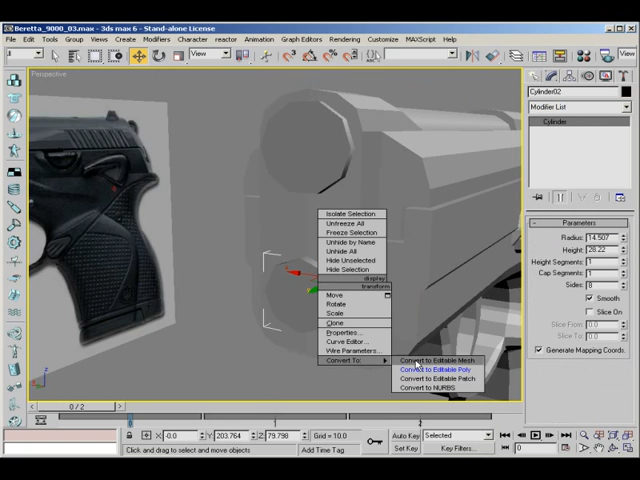 Beretta_9000_03.max - 3ds max 6 - Stand-alone License
File Edit Tools Group Views Create Modifiers Character reactor Animation Graph Editors Rendering Customize MAXScript Help
All View View
Perspective
Cylinder02
Modifier List
Cylinder
Isolate Selection
Unfreeze All
Freeze Selection
Unhide by Name
Unhide All
Hide Unselected
Hide Selection
display
transform
Move
Rotate
Scale
Clone
Properties...
Curve Editor...
Wire Parameters...
Convert To:
Convert to Editable Mesh
Convert to Editable Poly
Convert to Editable Patch
Convert to NURBS
Parameters
Radius: 14.507
Height: 28.22
Height Segments: 1
Cap Segments: 1
Sides: 8
Smooth
Slice On
Slice From: 0.0
Slice To: 0.0
Generate Mapping Coords.
0 / 2
0 1 2
X: -0.0 Y: 203.764 Z: 79.798 Grid = 10.0
Auto Key Selected
Click and drag to select and move objects Add Time Tag
Set Key Key Filters... 0